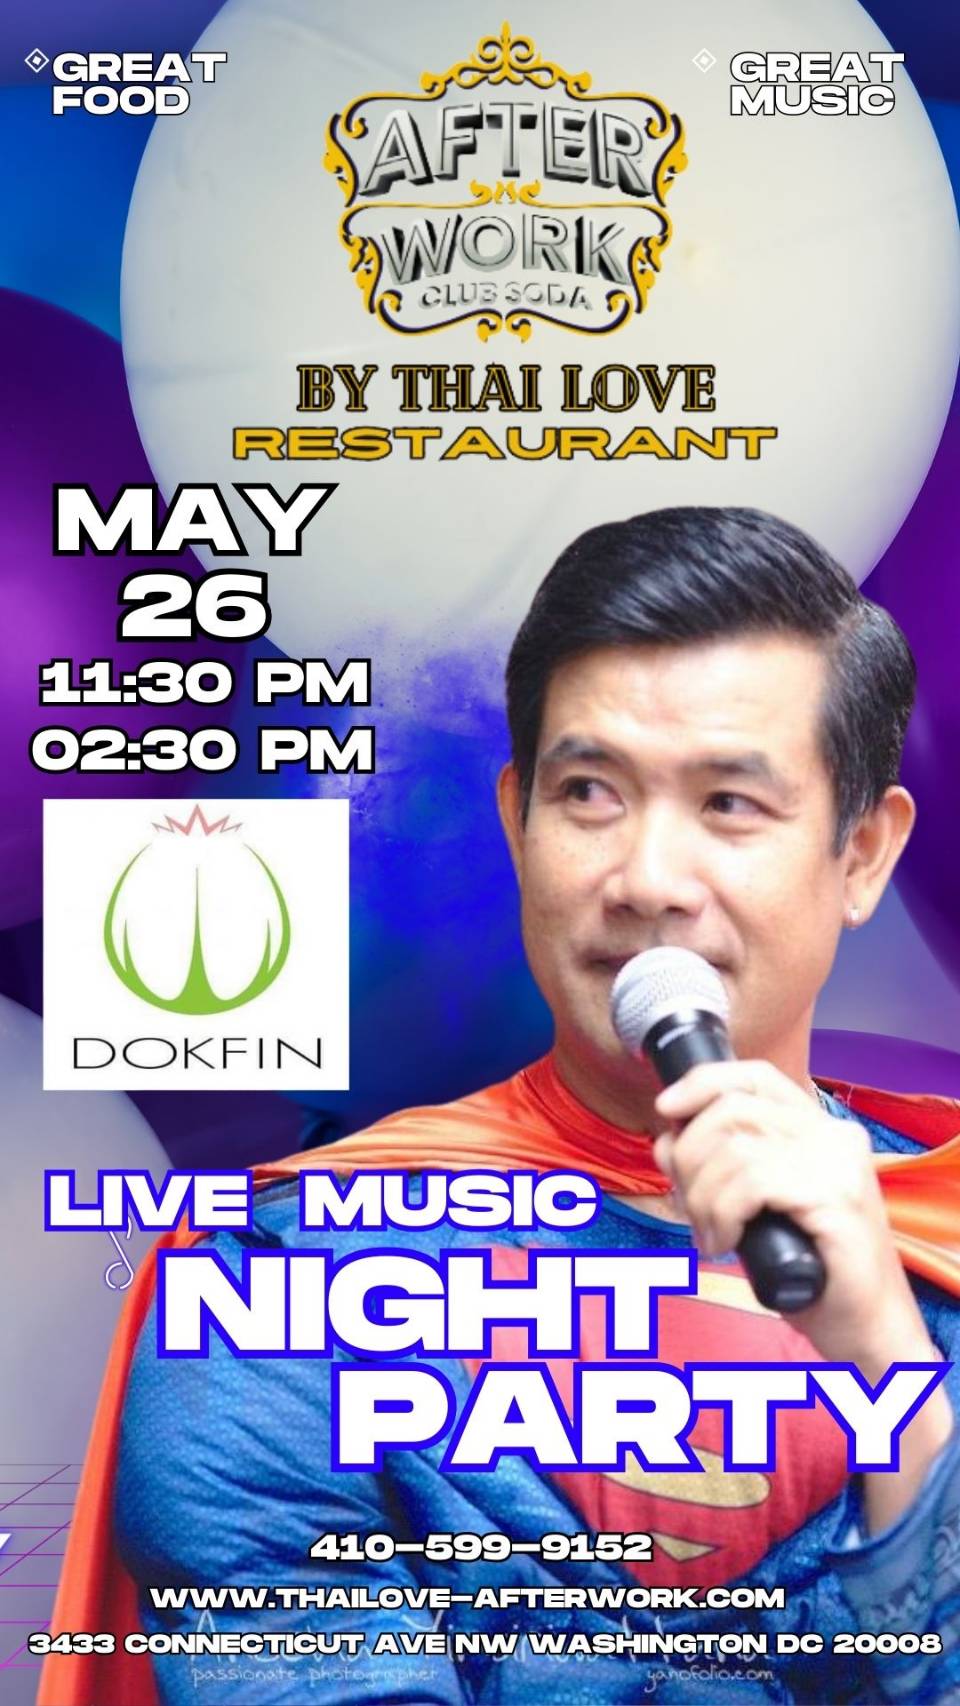 GREAT
FOOD
GREAT
MUSIC
AFTER
WORK
CLUB SODA
BY THAI LOVE
RESTAURANT
MAY
26
11:30 PM
02:30 PM
DOKFIN
LIVE MUSIC
NIGHT
PARTY
410-599-9152
WWW.THAILOVE-AFTERWORK.COM
3433 CONNECTICUT AVE NW WASHINGTON DC 20008
passionate photographer
yanofolio.com